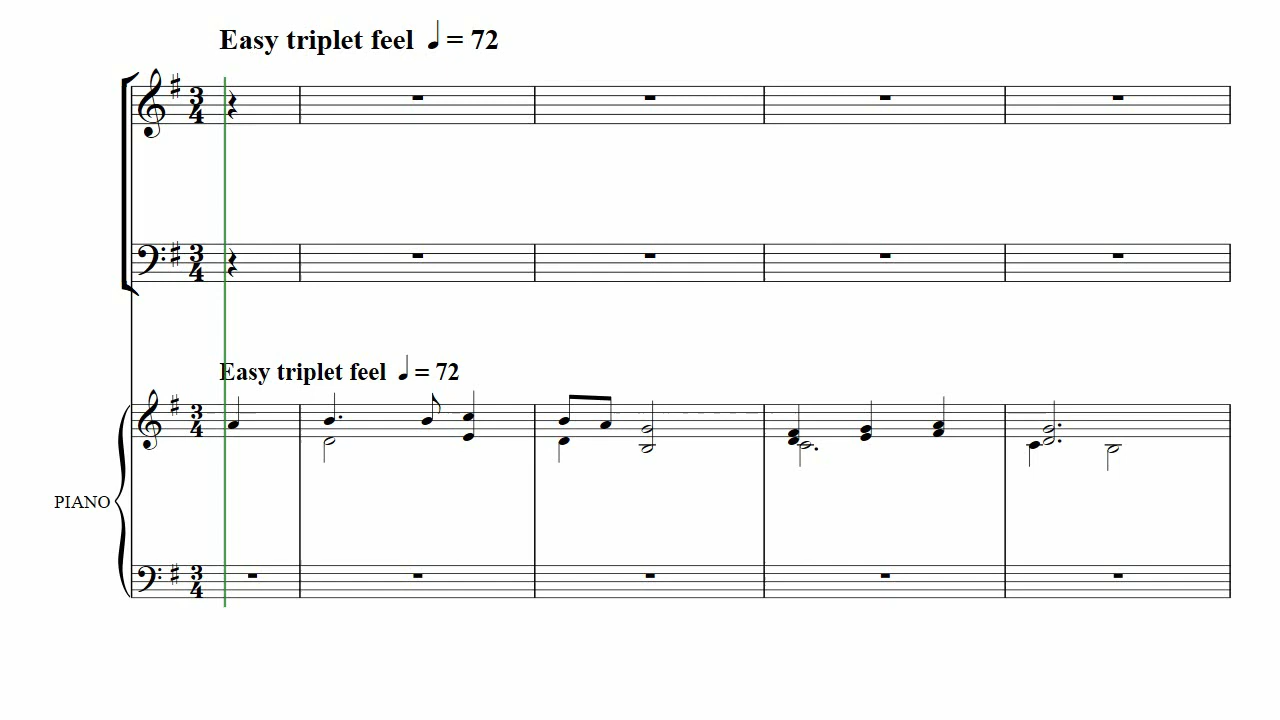 Easy triplet feel ♩ = 72
3
4
3
4
Easy triplet feel ♩ = 72
3
4
PIANO
3
4